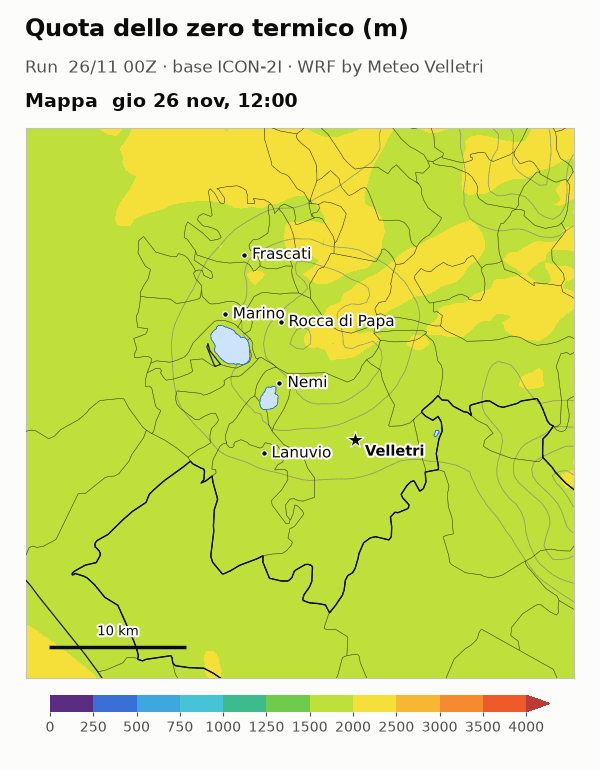 Quota dello zero termico (m)
Run 26/11 00Z · base ICON-2I · WRF by Meteo Velletri
Mappa gio 26 nov, 12:00
Frascati
Marino
Rocca di Papa
Nemi
Velletri
Lanuvio
10 km
0 250 500 750 1000 1250 1500 2000 2500 3000 3500 4000